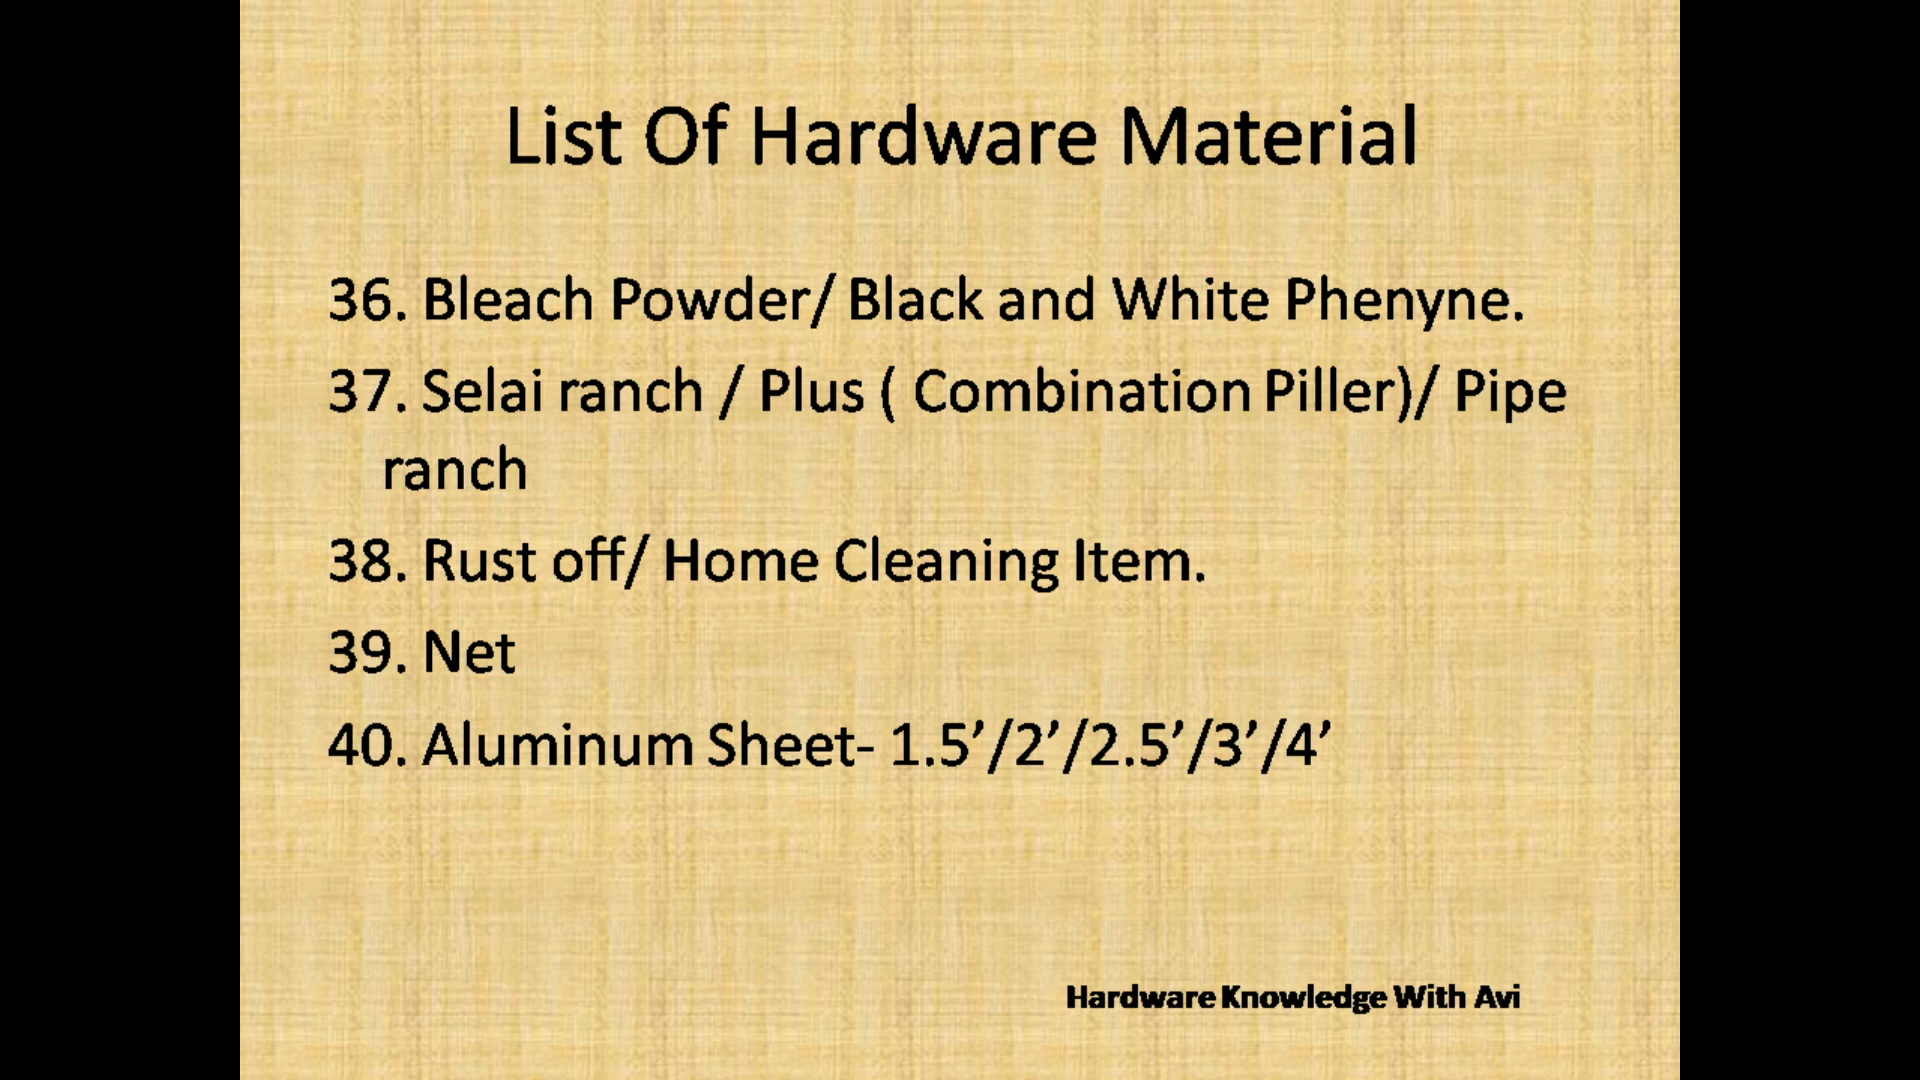 List Of Hardware Material
36. Bleach Powder/ Black and White Phenyne.
37. Selai ranch / Plus ( Combination Piller)/ Pipe
ranch
38. Rust off/ Home Cleaning Item.
39. Net
40. Aluminum Sheet- 1.5’/2’/2.5’/3’/4’
Hardware Knowledge With Avi